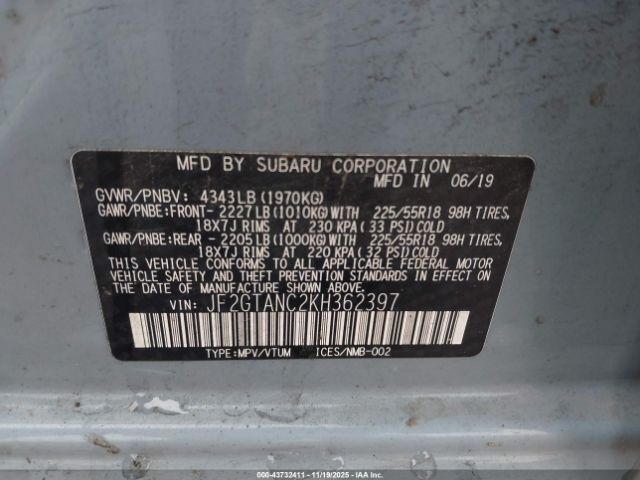 MFD BY SUBARU CORPORATION
MFD IN 06/19
GVWR/PNBV: 4343LB (1970KG)
GAWR/PNBE:FRONT- 2227LB (1010KG) WITH 225/55R18 98H TIRES,
18X7J RIMS AT 230 KPA (33 PSI) COLD
GAWR/PNBE:REAR - 2205LB (1000KG) WITH 225/55R18 98H TIRES,
18X7J RIMS AT 220 KPA (32 PSI) COLD
THIS VEHICLE CONFORMS TO ALL APPLICABLE FEDERAL MOTOR
VEHICLE SAFETY AND THEFT PREVENTION STANDARDS IN EFFECT ON
THE DATE OF MANUFACTURE SHOWN ABOVE.
VIN: JF2GTANC2KH362397
TYPE:MPV/VTUM ICES/NMB-002
000-43732411 - 11/19/2025 - IAAI